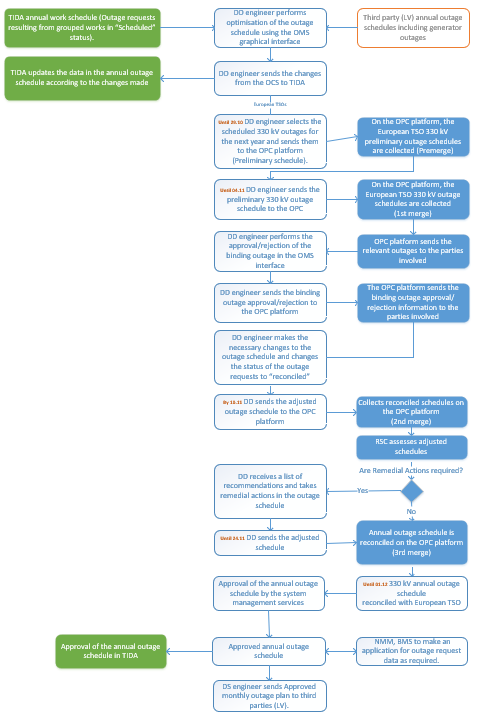 TIDA annual work schedule (Outage requests
resulting from grouped works in "Scheduled"
status).
DD engineer performs
optimisation of the outage
schedule using the OMS
graphical interface
Third party (LV) annual outage
schedules including generator
outages
TIDA updates the data in the annual outage
schedule according to the changes made
DD engineer sends the changes
from the OCS to TIDA
European TSOs
Until 20.10 DD engineer selects the
scheduled 330 kV outages for
the next year and sends them
to the OPC platform
(Preliminary schedule).
On the OPC platform, the
European TSO 330 kV
preliminary outage schedules
are collected (Premerge)
Until 04.11 DD engineer sends the
preliminary 330 kV outage
schedule to the OPC
On the OPC platform, the
European TSO 330 kV outage
schedules are collected
(1st merge)
DD engineer performs the
approval/rejection of the
binding outage in the OMS
interface
OPC platform sends the
relevant outages to the parties
involved
DD engineer sends the binding
outage approval/rejection to
the OPC platform
The OPC platform sends the
binding outage approval/
rejection information to the
parties involved
DD engineer makes the
necessary changes to the
outage schedule and changes
the status of the outage
requests to "reconciled"
DD sends the adjusted
outage schedule to the OPC
platform
Collects reconciled schedules on
the OPC platform
(2nd merge)
RSC assesses adjusted
schedules
Are Remedial Actions required?
DD receives a list of
recommendations and takes
remedial actions in the outage
schedule
Yes
No
Until 24.11 DD sends the adjusted
schedule
Annual outage schedule is
reconciled on the OPC platform
(3rd merge)
Approval of the annual outage
schedule by the system
management services
Until 01.12 330 kV annual outage
schedule
reconciled with European TSO
Approval of the annual outage
schedule in TIDA
Approved annual outage
schedule
NMM, BMS to make an
application for outage request
data as required.
DS engineer sends Approved
monthly outage plan to
third parties (LV).